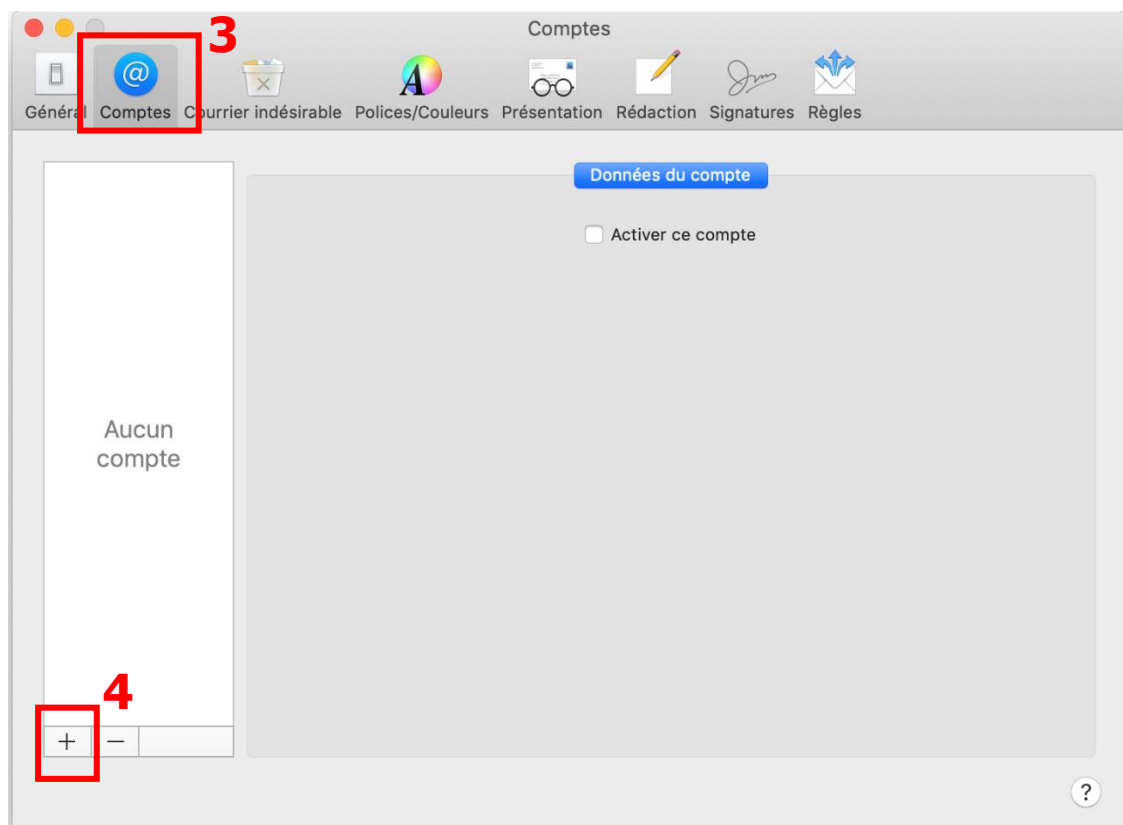 Comptes
3
Général Comptes Courrier indésirable Polices/Couleurs Présentation Rédaction Signatures Règles
Données du compte
Activer ce compte
Aucun
compte
4
+ −
?